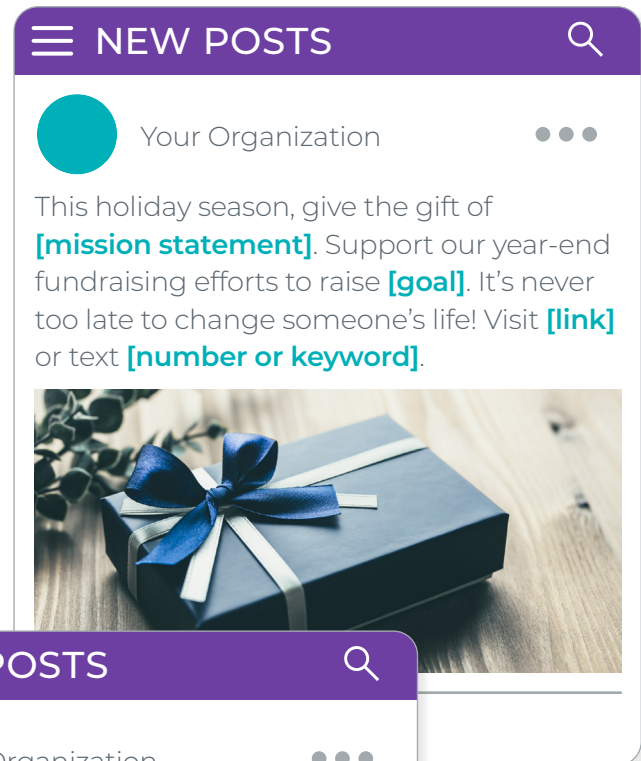 NEW POSTS
Your Organization
This holiday season, give the gift of
[mission statement]. Support our year-end
fundraising efforts to raise [goal]. It’s never
too late to change someone’s life! Visit [link]
or text [number or keyword].
POSTS
Organization